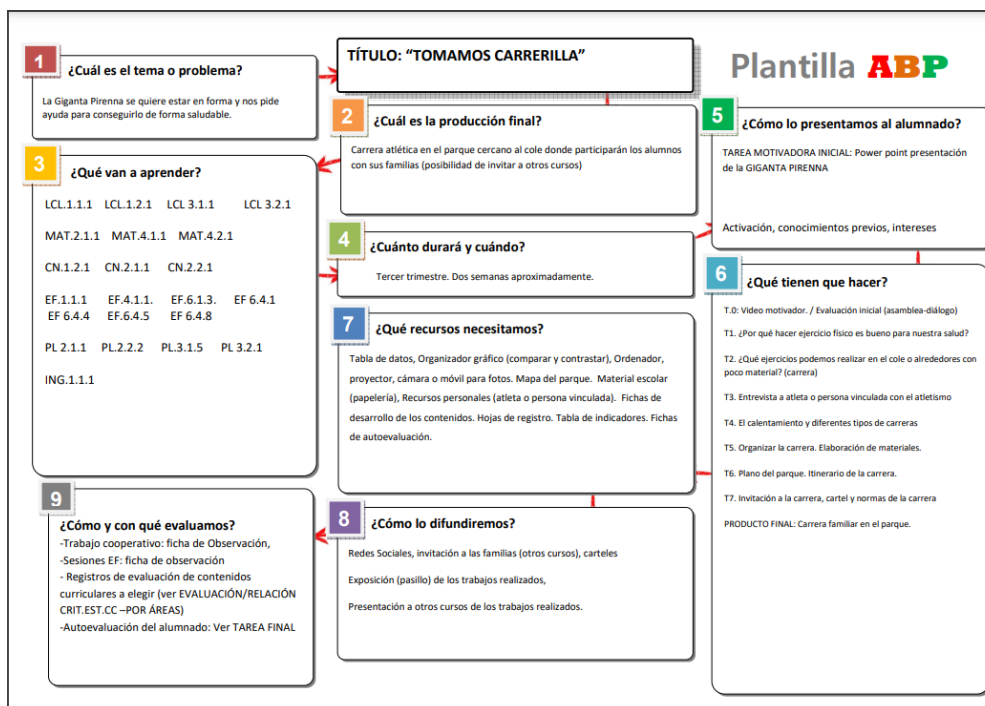 TÍTULO: “TOMAMOS CARRERILLA”
Plantilla ABP
1
¿Cuál es el tema o problema?
La Giganta Pirenna se quiere estar en forma y nos pide
ayuda para conseguirlo de forma saludable.
2
¿Cuál es la producción final?
Carrera atlética en el parque cercano al cole donde participarán los alumnos
con sus familias (posibilidad de invitar a otros cursos)
3
¿Qué van a aprender?
LCL.1.1.1 LCL.1.2.1 LCL 3.1.1 LCL 3.2.1
MAT.2.1.1 MAT.4.1.1 MAT.4.2.1
CN.1.2.1 CN.2.1.1 CN.2.2.1
EF.1.1.1 EF.4.1.1. EF.6.1.3. EF 6.4.1
EF 6.4.4 EF.6.4.5 EF 6.4.8
PL 2.1.1 PL.2.2.2 PL.3.1.5 PL 3.2.1
ING.1.1.1
4
¿Cuánto durará y cuándo?
Tercer trimestre. Dos semanas aproximadamente.
5
¿Cómo lo presentamos al alumnado?
TAREA MOTIVADORA INICIAL: Power point presentación
de la GIGANTA PIRENNA
Activación, conocimientos previos, intereses
6
¿Qué tienen que hacer?
T.0: Video motivador. / Evaluación inicial (asamblea-diálogo)
T1. ¿Por qué hacer ejercicio físico es bueno para nuestra salud?
T2. ¿Qué ejercicios podemos realizar en el cole o alrededores con
poco material? (carrera)
T3. Entrevista a atleta o persona vinculada con el atletismo
T4. El calentamiento y diferentes tipos de carreras
T5. Organizar la carrera. Elaboración de materiales.
T6. Plano del parque. Itinerario de la carrera.
T7. Invitación a la carrera, cartel y normas de la carrera
PRODUCTO FINAL: Carrera familiar en el parque.
7
¿Qué recursos necesitamos?
Tabla de datos, Organizador gráfico (comparar y contrastar), Ordenador,
proyector, cámara o móvil para fotos. Mapa del parque. Material escolar
(papelería), Recursos personales (atleta o persona vinculada). Fichas de
desarrollo de los contenidos. Hojas de registro. Tabla de indicadores. Fichas
de autoevaluación.
8
¿Cómo lo difundiremos?
Redes Sociales, invitación a las familias (otros cursos), carteles
Exposición (pasillo) de los trabajos realizados,
Presentación a otros cursos de los trabajos realizados.
9
¿Cómo y con qué evaluamos?
-Trabajo cooperativo: ficha de Observación,
-Sesiones EF: ficha de observación
- Registros de evaluación de contenidos
curriculares a elegir (ver EVALUACIÓN/RELACIÓN
CRIT.EST.CC –POR ÁREAS)
-Autoevaluación del alumnado: Ver TAREA FINAL